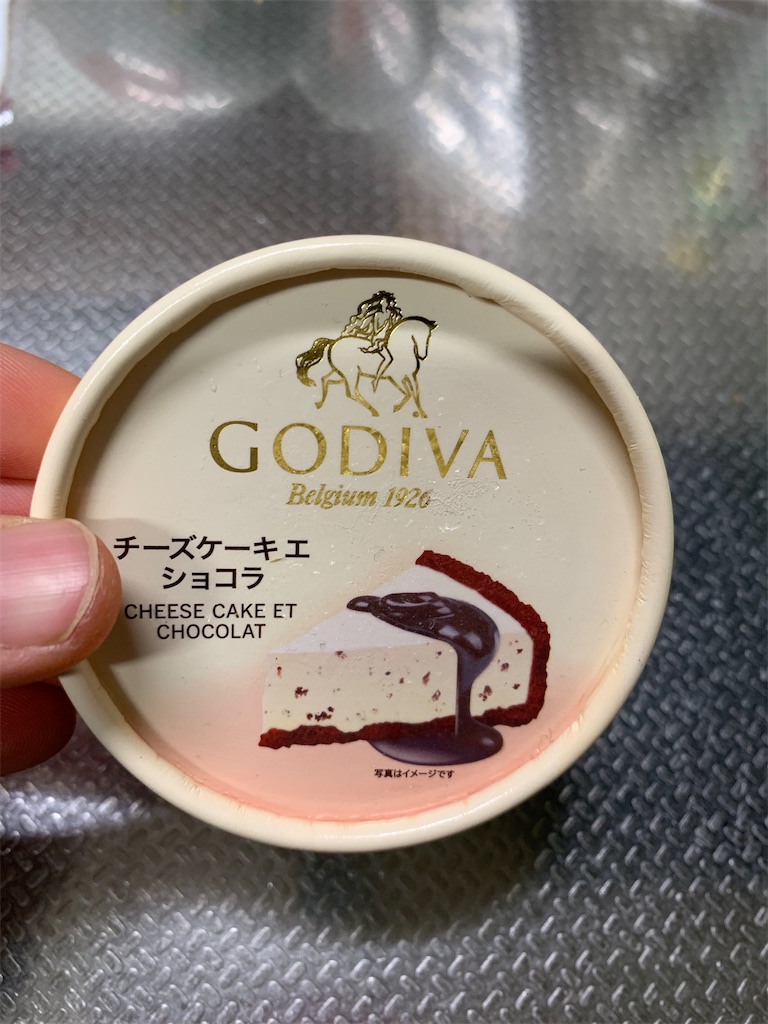 GODIVA
Belgium 1926
チーズケーキ エ
ショコラ
CHEESE CAKE ET
CHOCOLAT
写真はイメージです